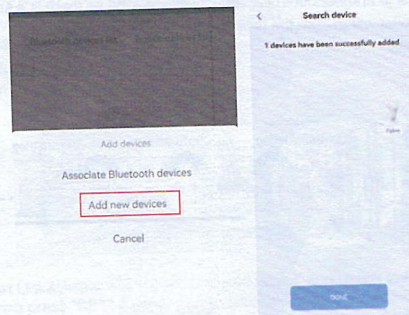 Add devices
Associate Bluetooth devices
Add new devices
Cancel
Search device
1 devices have been successfully added